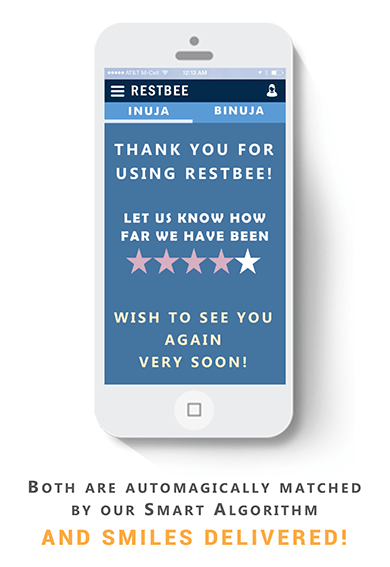 AT&T M-Cell 12:13 AM
RESTBEE
INUJA BINUJA
THANK YOU FOR
USING RESTBEE!
LET US KNOW HOW
FAR WE HAVE BEEN
WISH TO SEE YOU
AGAIN
VERY SOON!
BOTH ARE AUTOMAGICALLY MATCHED
BY OUR SMART ALGORITHM
AND SMILES DELIVERED!